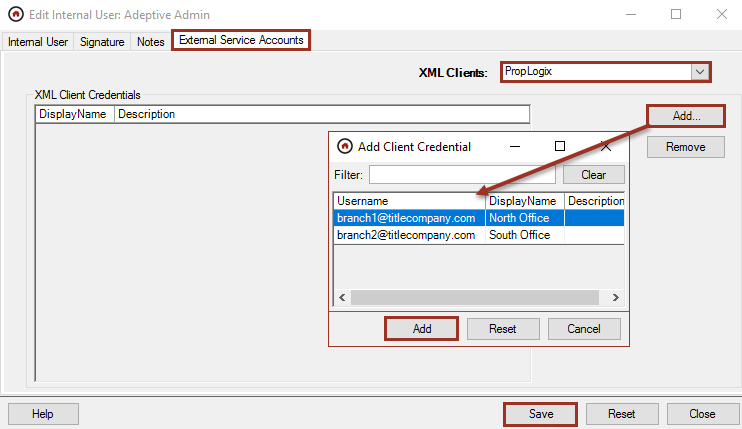 Edit Internal User: Adeptive Admin
Internal User Signature Notes External Service Accounts
XML Clients: PropLogix
XML Client Credentials
DisplayName Description
Add...
Remove
Add Client Credential
Filter: Clear
Username DisplayName Description
branch1@titlecompany.com North Office
branch2@titlecompany.com South Office
Add Reset Cancel
Help Save Reset Close